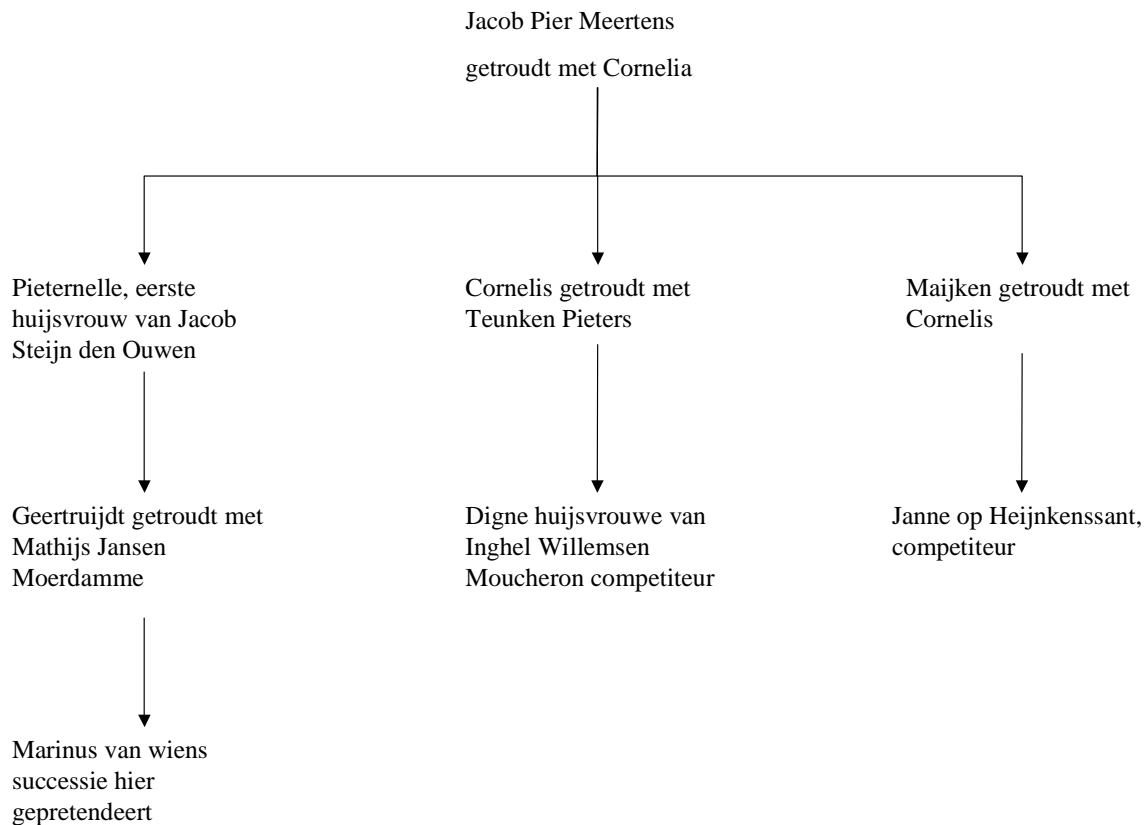 Jacob Pier Meertens
getroudt met Cornelia
Pieternelle, eerste
huijsvrouw van Jacob
Steijn den Ouwen
Cornelis getroudt met
Teunken Pieters
Maijken getroudt met
Cornelis
Geertruijdt getroudt met
Mathijs Jansen
Moerdamme
Digne huijsvrouwe van
Inghel Willemsen
Moucheron competiteur
Janne op Heijnkenssant,
competiteur
Marinus van wiens
successie hier
gepretendeert